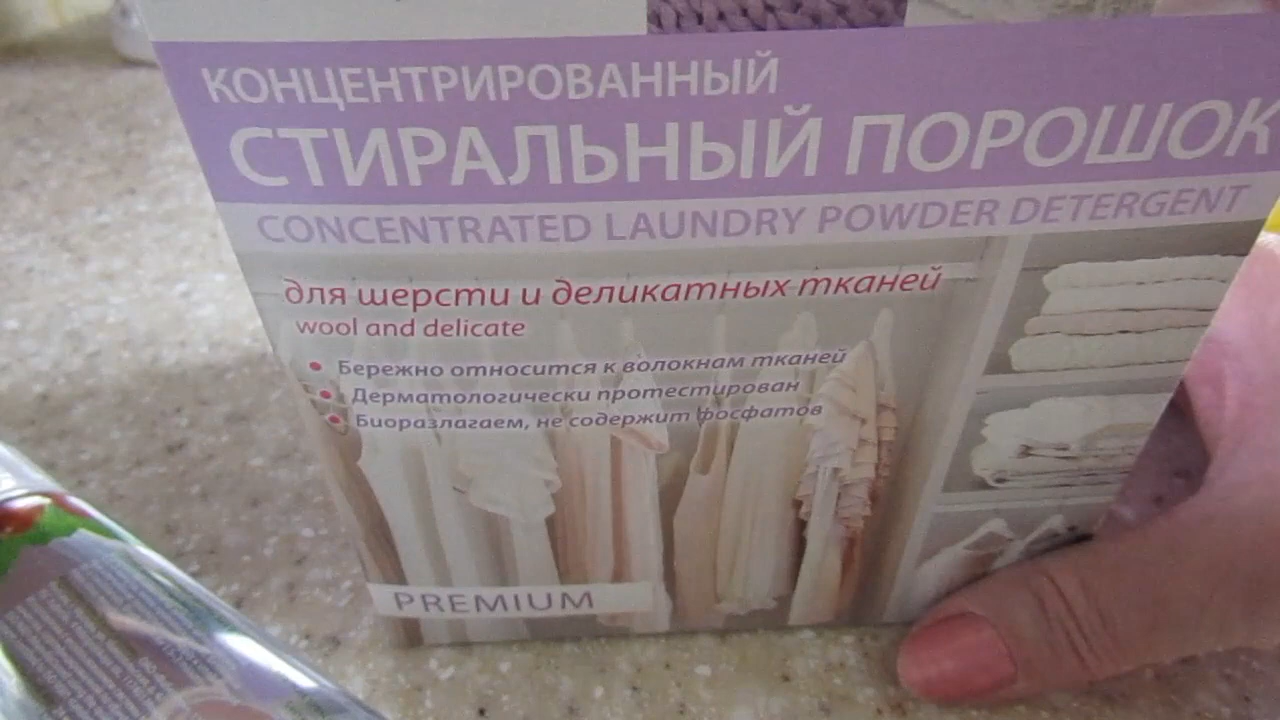 КОНЦЕНТРИРОВАННЫЙ
СТИРАЛЬНЫЙ ПОРОШОК
CONCENTRATED LAUNDRY POWDER DETERGENT
для шерсти и деликатных тканей
wool and delicate
• Бережно относится к волокнам тканей
• Дерматологически протестирован
• Биоразлагаем, не содержит фосфатов
PREMIUM